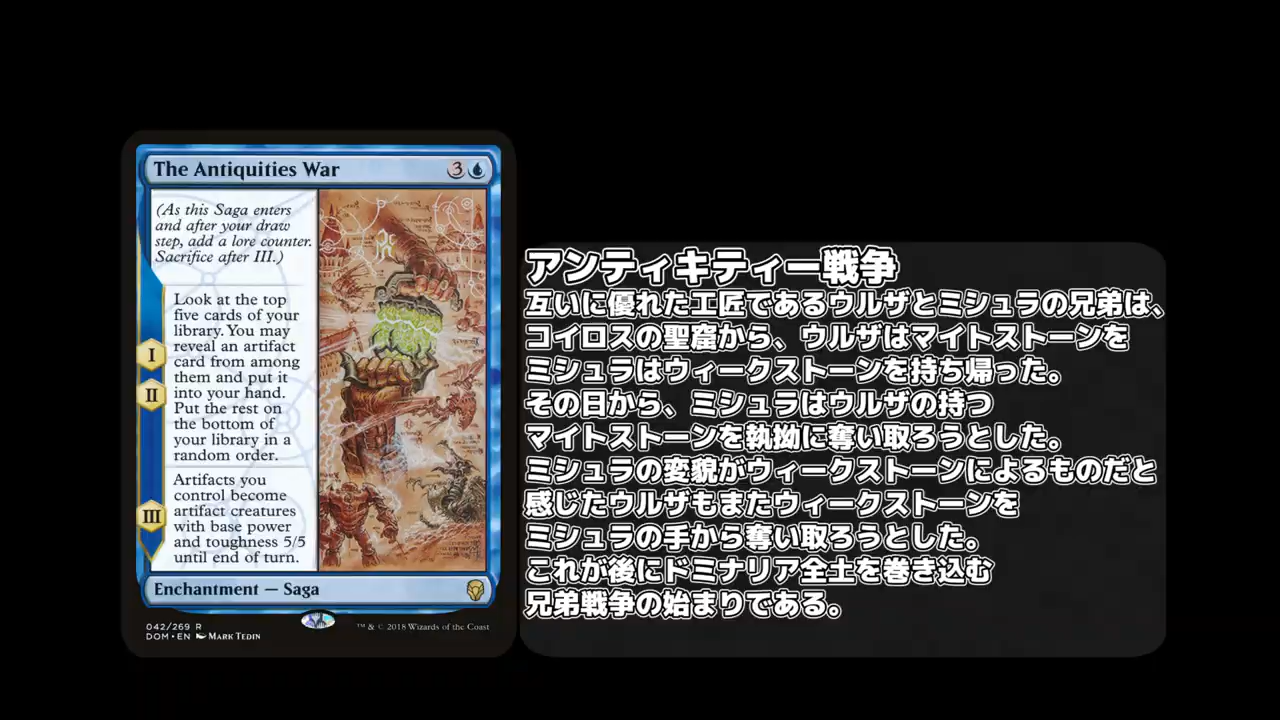 The Antiquities War
3
(As this Saga enters
and after your draw
step, add a lore counter.
Sacrifice after III.)
I
II
Look at the top
five cards of your
library. You may
reveal an artifact
card from among
them and put it
into your hand.
Put the rest on
the bottom of
your library in a
random order.
III
Artifacts you
control become
artifact creatures
with base power
and toughness 5/5
until end of turn.
Enchantment — Saga
042/269 R
DOM • EN Mark Tedin
™ & © 2018 Wizards of the Coast
アンティキティー戦争
互いに優れた工匠であるウルザとミシュラの兄弟は、
コイロスの聖窟から、ウルザはマイトストーンを
ミシュラはウィークストーンを持ち帰った。
その日から、ミシュラはウルザの持つ
マイトストーンを執拗に奪い取ろうとした。
ミシュラの変貌がウィークストーンによるものだと
感じたウルザもまたウィークストーンを
ミシュラの手から奪い取ろうとした。
これが後にドミナリア全土を巻き込む
兄弟戦争の始まりである。